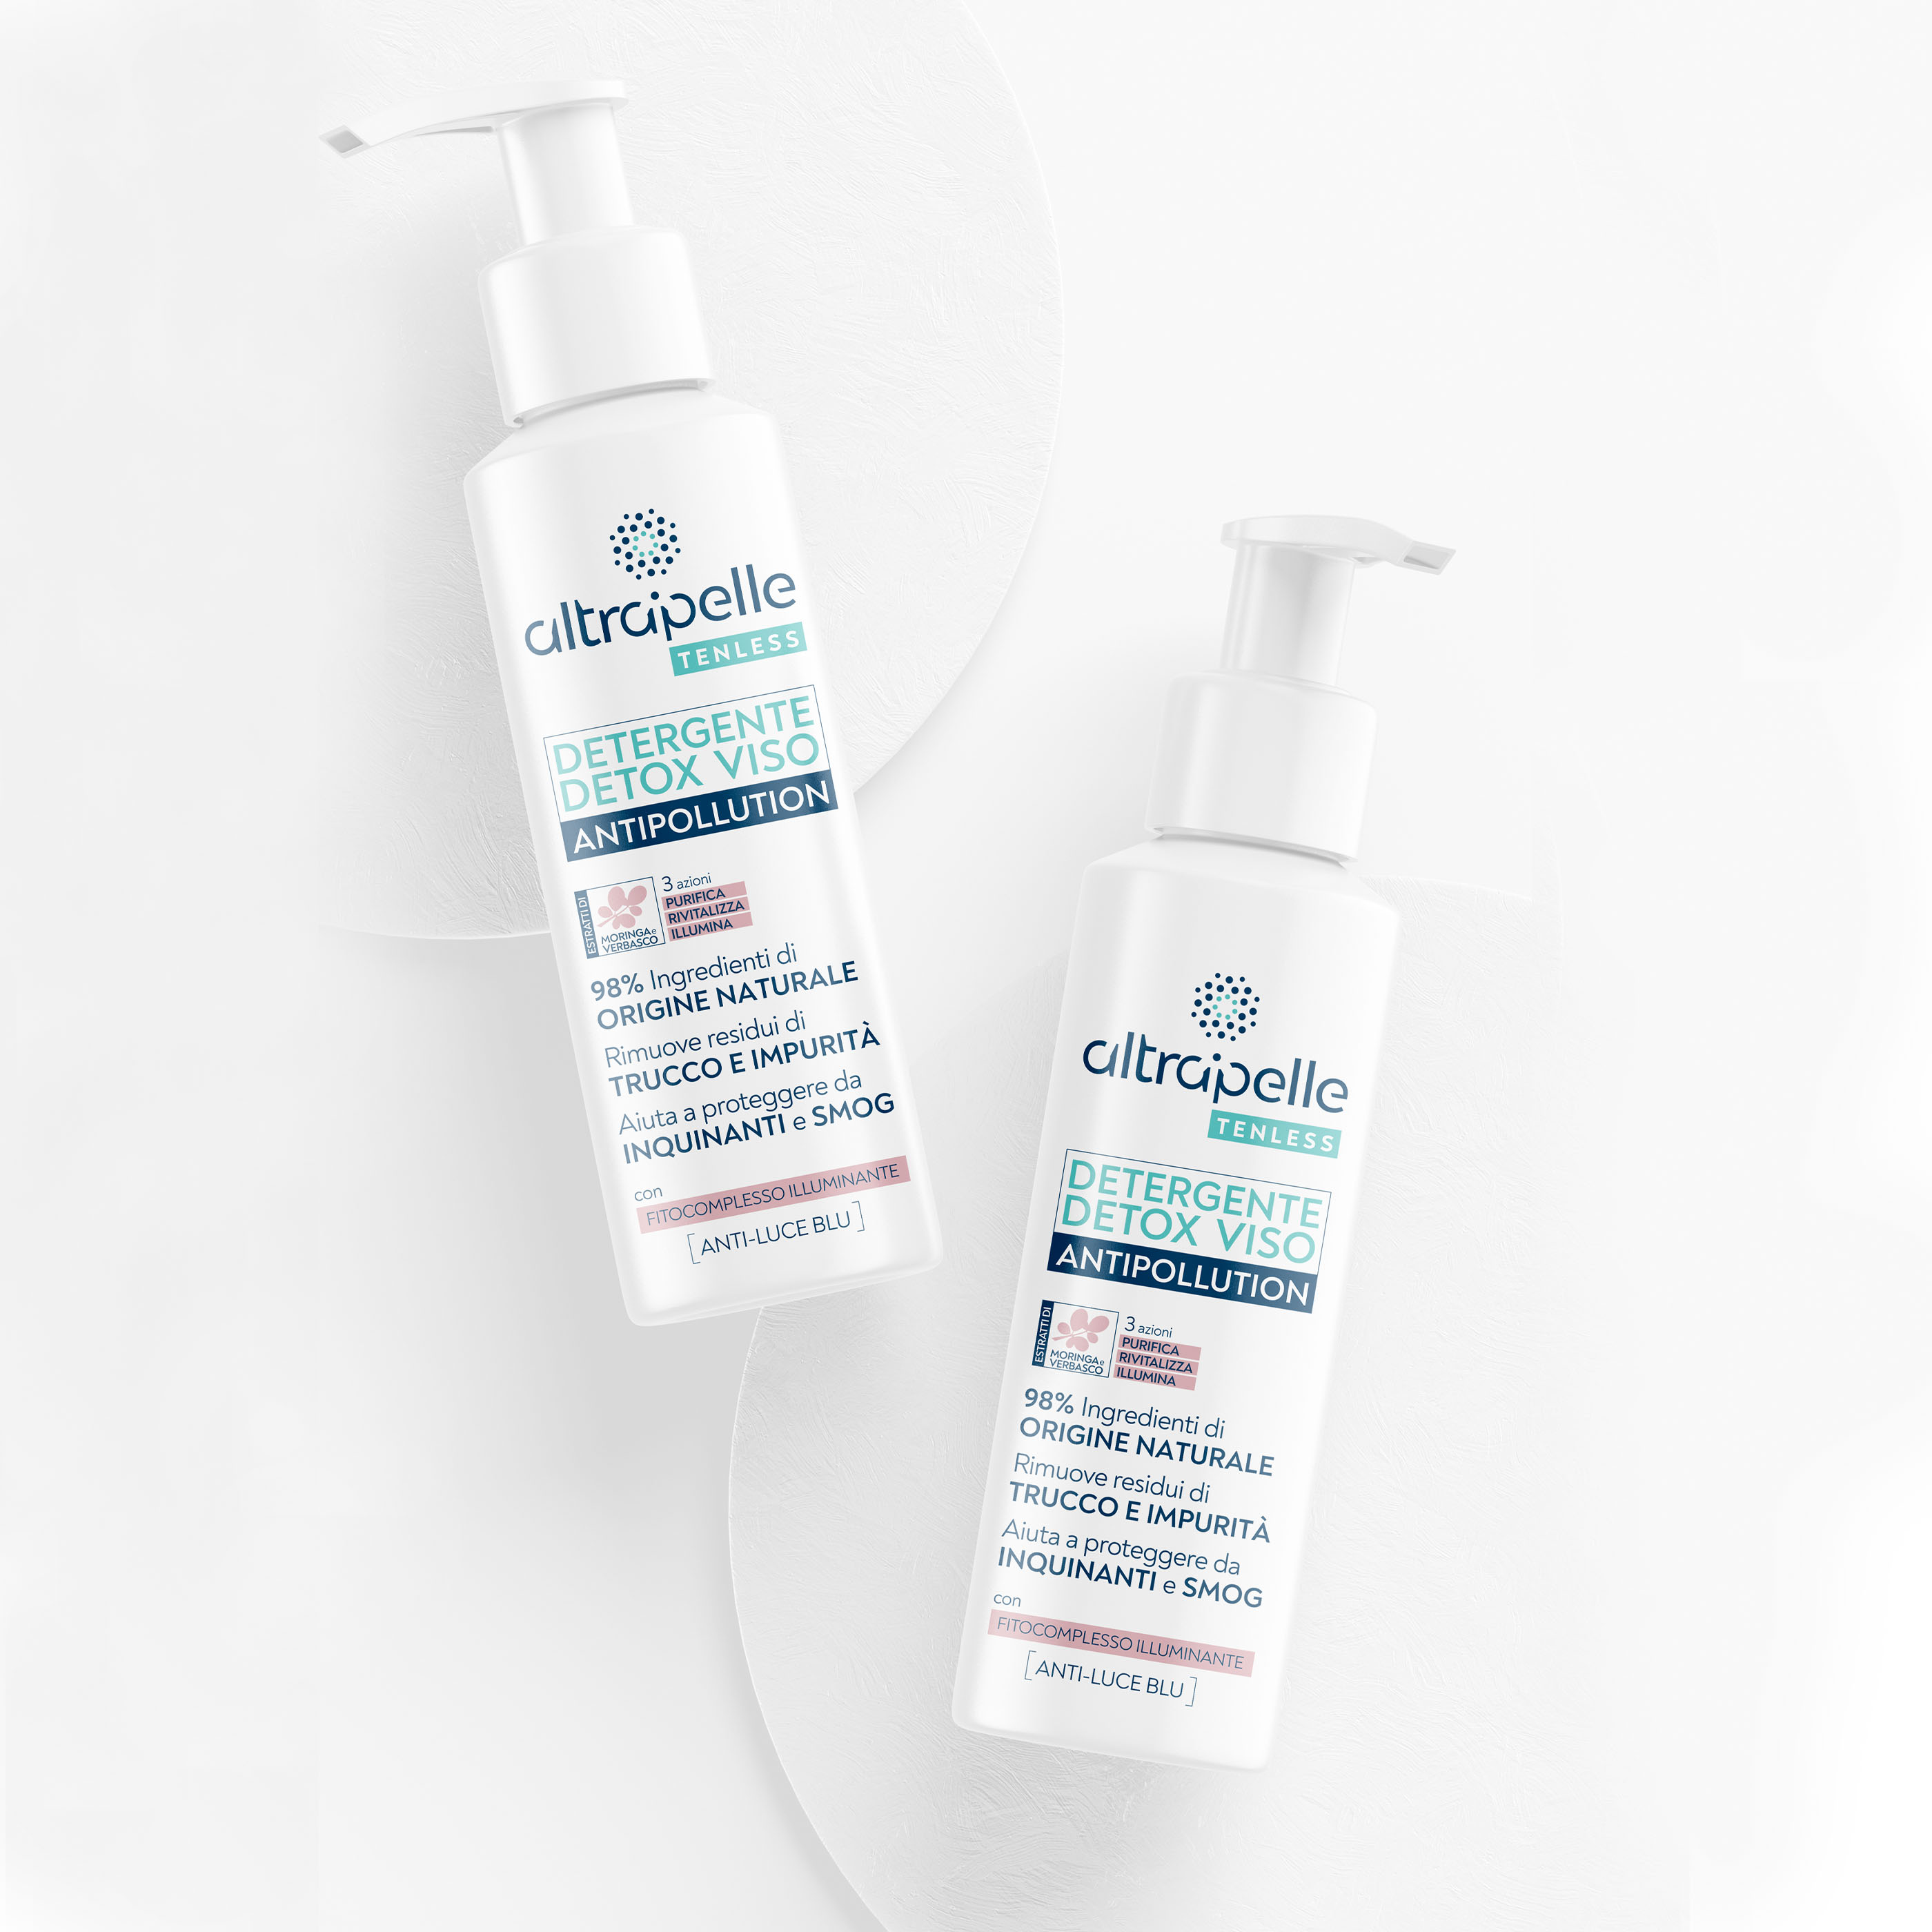 altrapelle
TENLESS
DETERGENTE
DETOX VISO
ANTIPOLLUTION
ESTRATTI DI
MORINGA e
VERBASCO
3 azioni
PURIFICA
RIVITALIZZA
ILLUMINA
98% Ingredienti di
ORIGINE NATURALE
Rimuove residui di
TRUCCO E IMPURITÀ
Aiuta a proteggere da
INQUINANTI e SMOG
con
FITOCOMPLESSO ILLUMINANTE
[ANTI-LUCE BLU]
altrapelle
TENLESS
DETERGENTE
DETOX VISO
ANTIPOLLUTION
ESTRATTI DI
MORINGA e
VERBASCO
3 azioni
PURIFICA
RIVITALIZZA
ILLUMINA
98% Ingredienti di
ORIGINE NATURALE
Rimuove residui di
TRUCCO E IMPURITÀ
Aiuta a proteggere da
INQUINANTI e SMOG
con
FITOCOMPLESSO ILLUMINANTE
[ANTI-LUCE BLU]